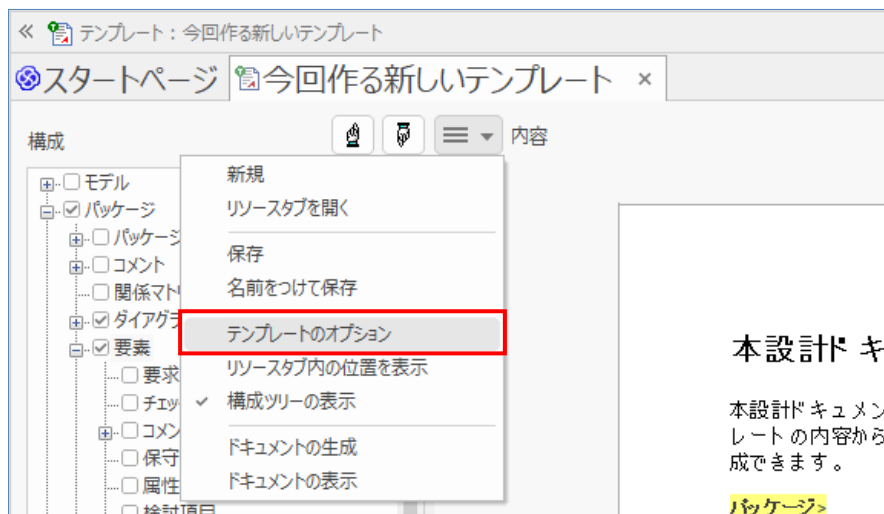 テンプレート：今回作る新しいテンプレート
スタートページ
今回作る新しいテンプレート ×
構成
内容
モデル
パッケージ
パッケージ
コメント
関係マト
ダイアグラ
要素
要求
チェッ
コメン
保守
属性
検討項目
新規
リソースタブを開く
保存
名前をつけて保存
テンプレートのオプション
リソースタブ内の位置を表示
構成ツリーの表示
ドキュメントの生成
ドキュメントの表示
本設計ドキ
本設計ドキュメン
レートの内容から
成できます。
パッケージ>